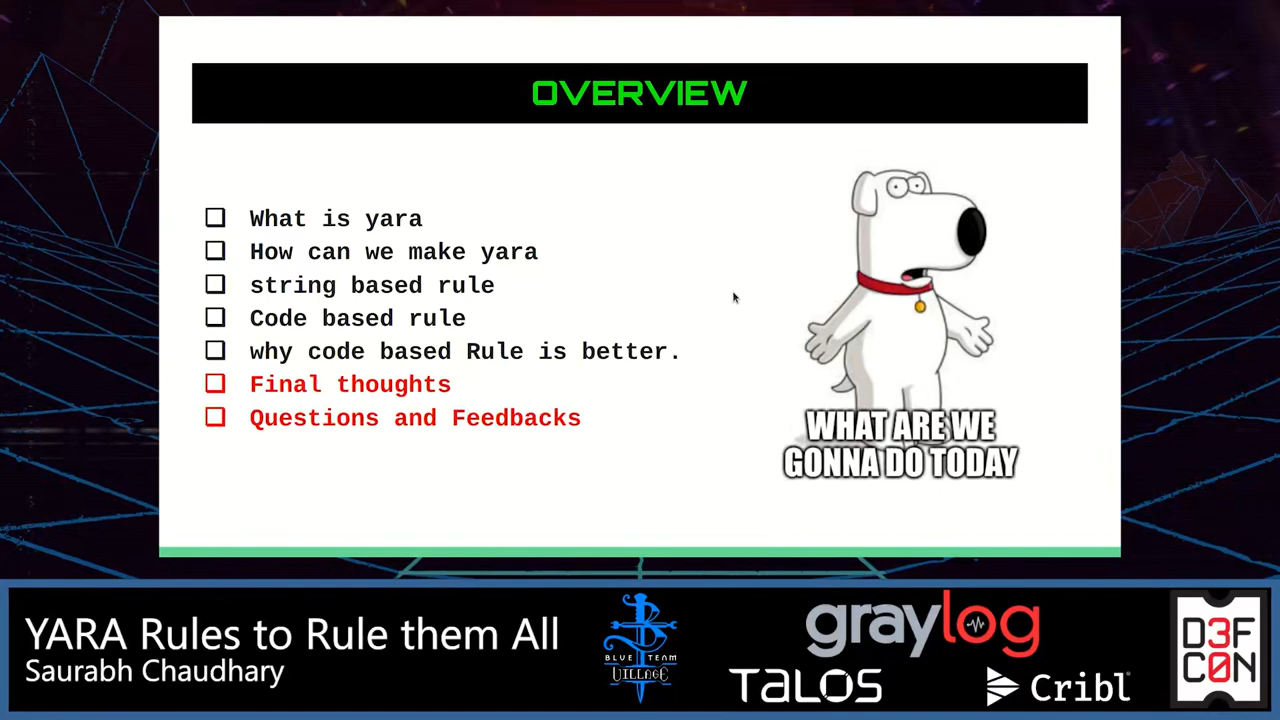 OVERVIEW
What is yara
How can we make yara
string based rule
Code based rule
why code based Rule is better.
Final thoughts
Questions and Feedbacks
WHAT ARE WE
GONNA DO TODAY
YARA Rules to Rule them All
Saurabh Chaudhary
BLUE TEAM
VILLAGE
graylog
TALOS
Cribl
D3F
C0N